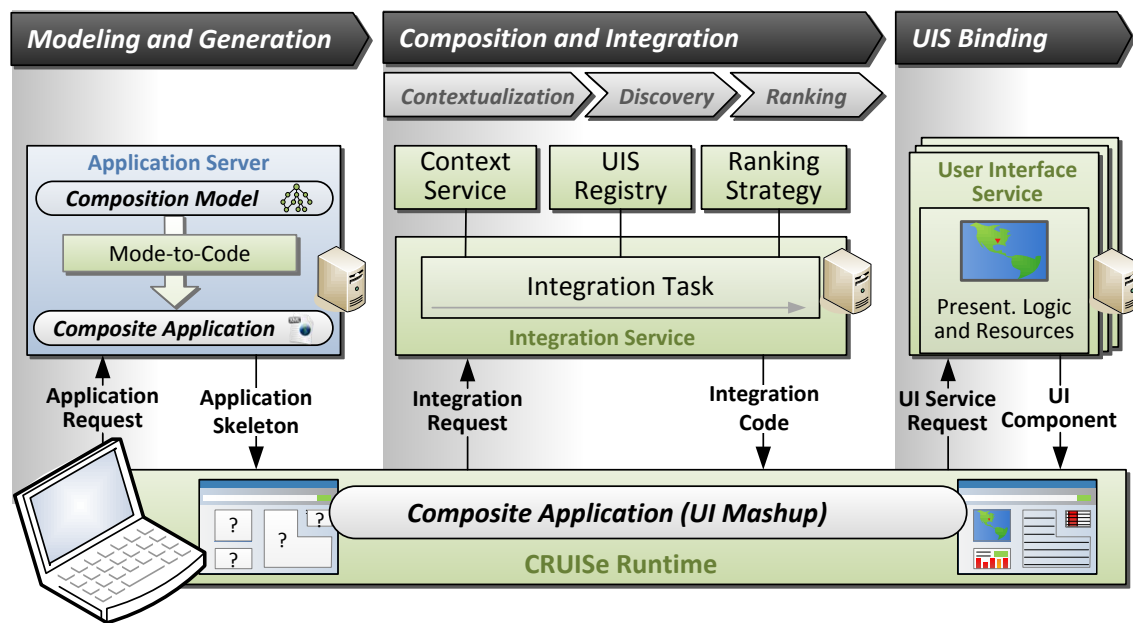 Modeling and Generation
Composition and Integration
UIS Binding
Contextualization
Discovery
Ranking
Application Server
Composition Model
Mode-to-Code
Composite Application
Context
Service
UIS
Registry
Ranking
Strategy
Integration Task
Integration Service
User Interface
Service
Present. Logic
and Resources
Application
Request
Application
Skeleton
Integration
Request
Integration
Code
UI Service
Request
UI
Component
?
?
?
?
Composite Application (UI Mashup)
CRUISe Runtime